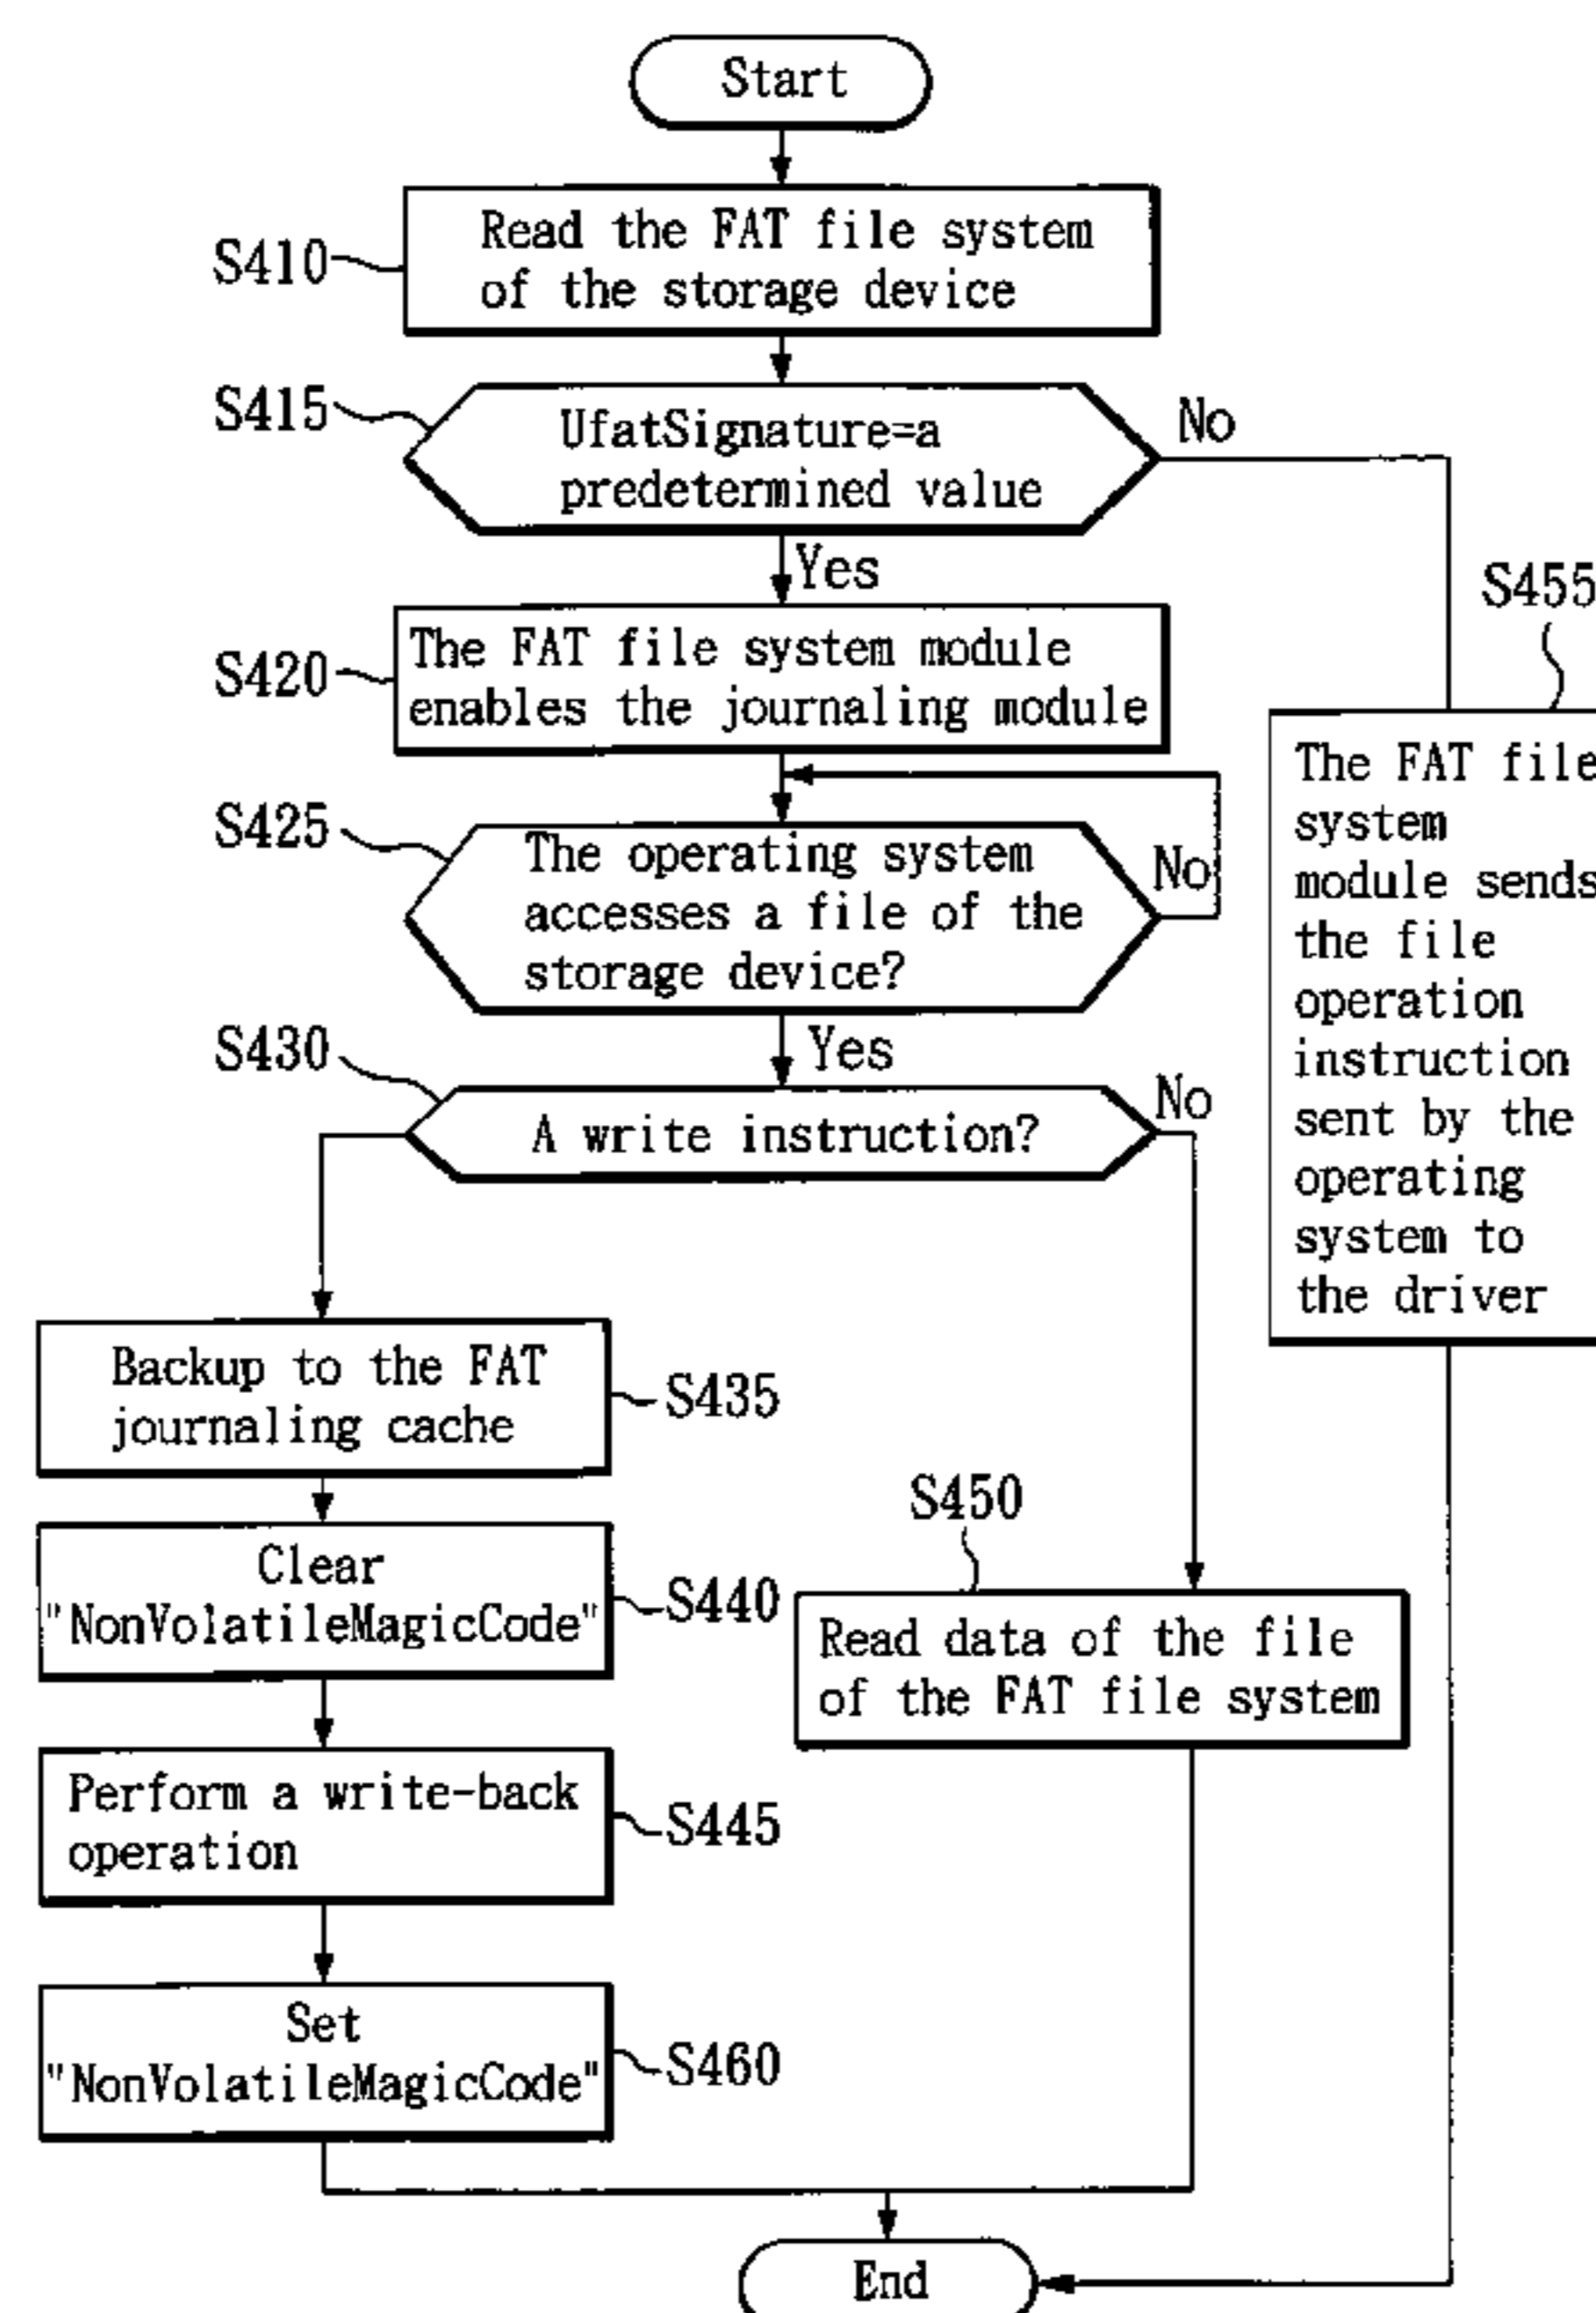 Start
S410
Read the FAT file system
of the storage device
S415
UfatSignature=a
predetermined value
No
Yes
S455
S420
The FAT file system module
enables the journaling module
S425
The operating system
accesses a file of the
storage device?
No
Yes
The FAT file
system
module sends
the file
operation
instruction
sent by the
operating
system to
the driver
S430
A write instruction?
No
Backup to the FAT
journaling cache
S435
Clear
"NonVolatileMagicCode"
S440
S450
Read data of the file
of the FAT file system
Perform a write-back
operation
S445
Set
"NonVolatileMagicCode"
S460
End